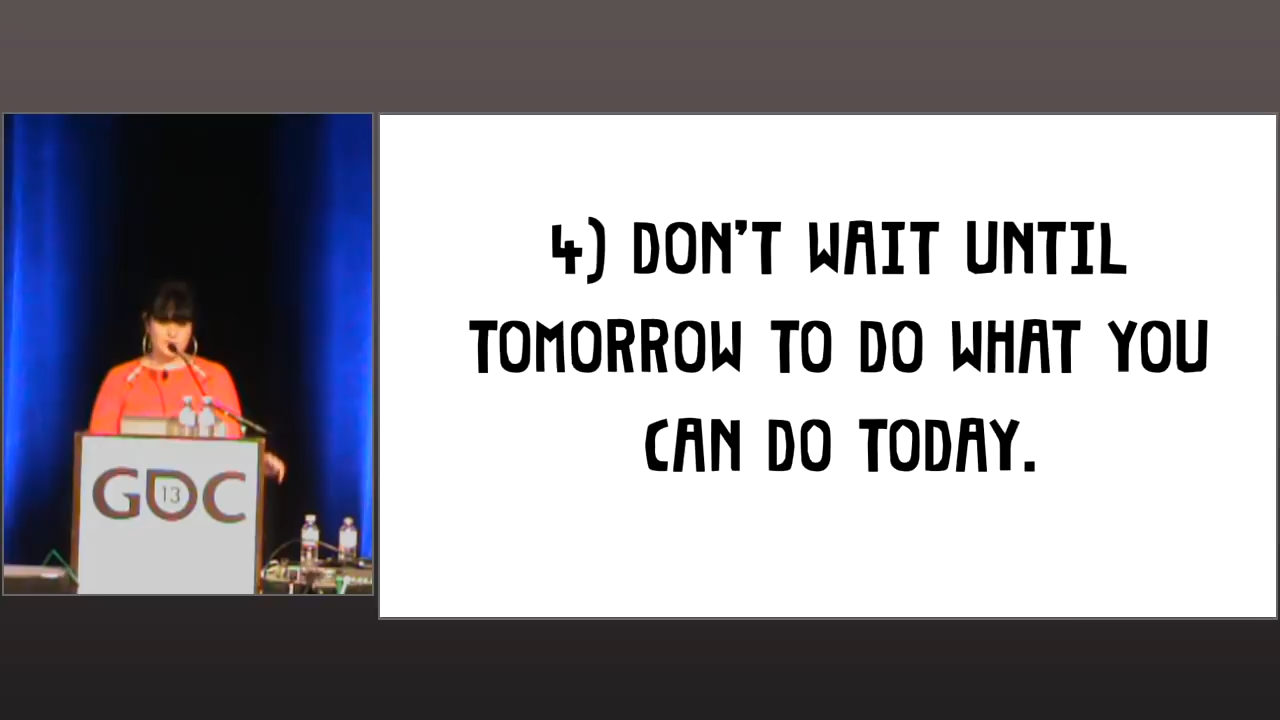 4) DON'T WAIT UNTIL
TOMORROW TO DO WHAT YOU
CAN DO TODAY.
GDC
13